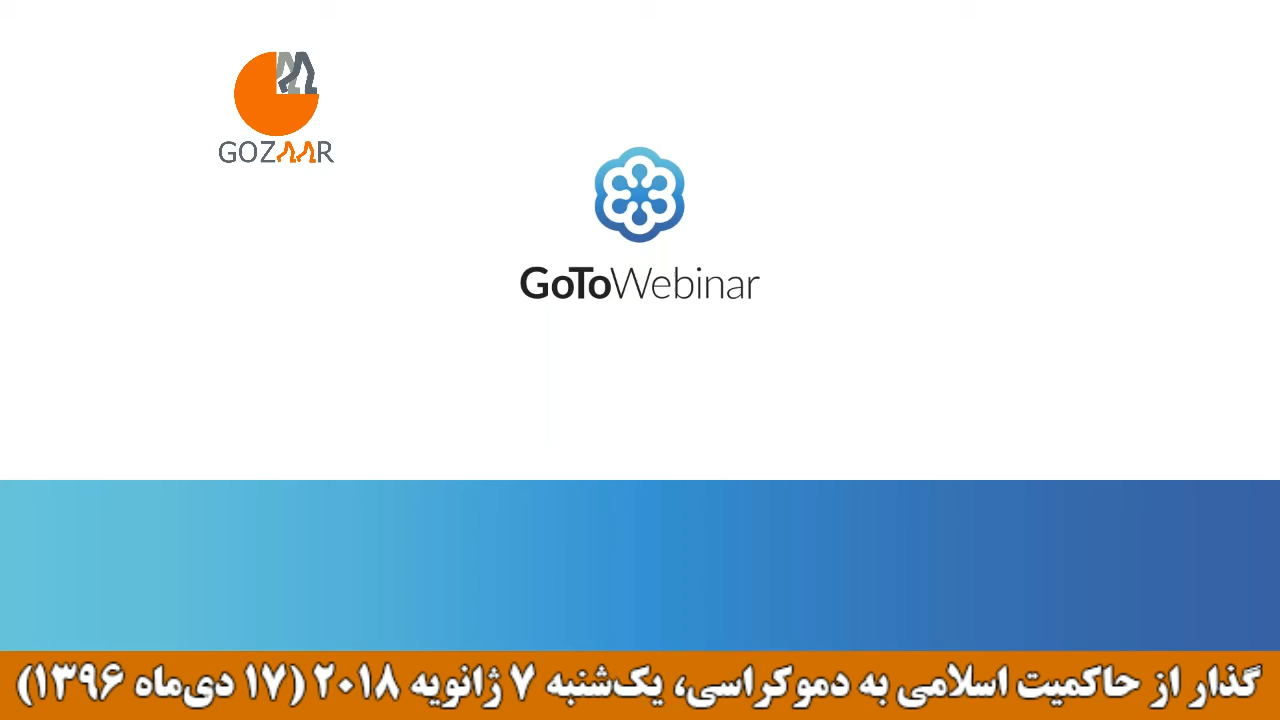 GOZAAR
GoToWebinar
گذار از حاکمیت اسلامی به دموکراسی، یک‌شنبه ۷ ژانویه ۲۰۱۸ (۱۷ دی‌ماه ۱۳۹۶)